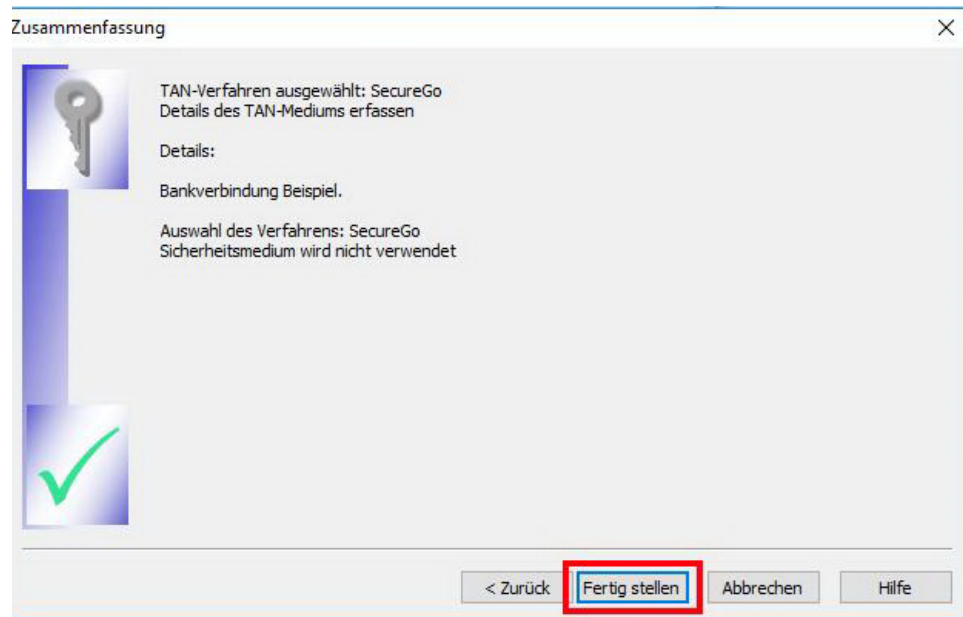 Zusammenfassung
TAN-Verfahren ausgewählt: SecureGo
Details des TAN-Mediums erfassen
Details:
Bankverbindung Beispiel.
Auswahl des Verfahrens: SecureGo
Sicherheitsmedium wird nicht verwendet
< Zurück
Fertig stellen
Abbrechen
Hilfe